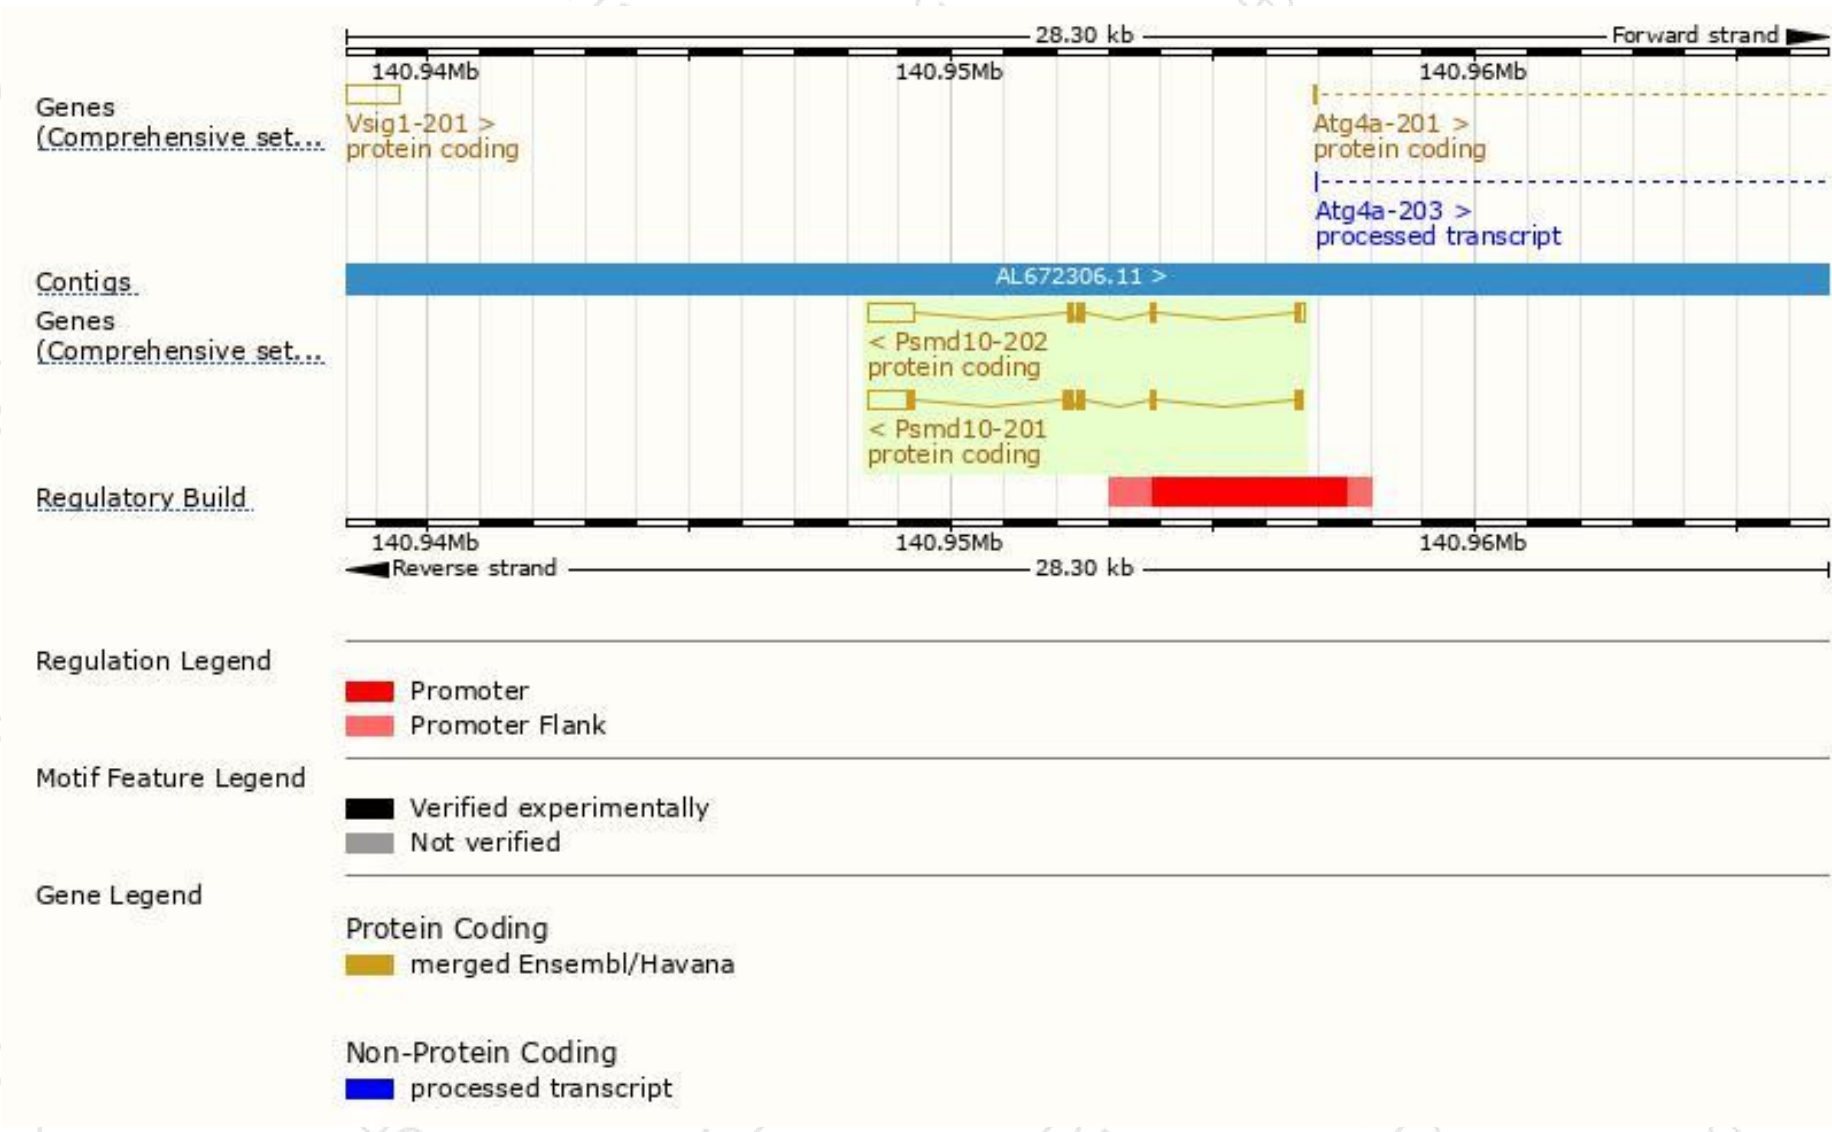 28.30 kb
Forward strand
140.94Mb 140.95Mb 140.96Mb
Genes
(Comprehensive set...
Vsig1-201 >
protein coding
Atg4a-201 >
protein coding
Atg4a-203 >
processed transcript
Contigs
AL672306.11 >
Genes
(Comprehensive set...
< Psmd10-202
protein coding
< Psmd10-201
protein coding
Regulatory Build
140.94Mb 140.95Mb 140.96Mb
Reverse strand
28.30 kb
Regulation Legend
Promoter
Promoter Flank
Motif Feature Legend
Verified experimentally
Not verified
Gene Legend
Protein Coding
merged Ensembl/Havana
Non-Protein Coding
processed transcript